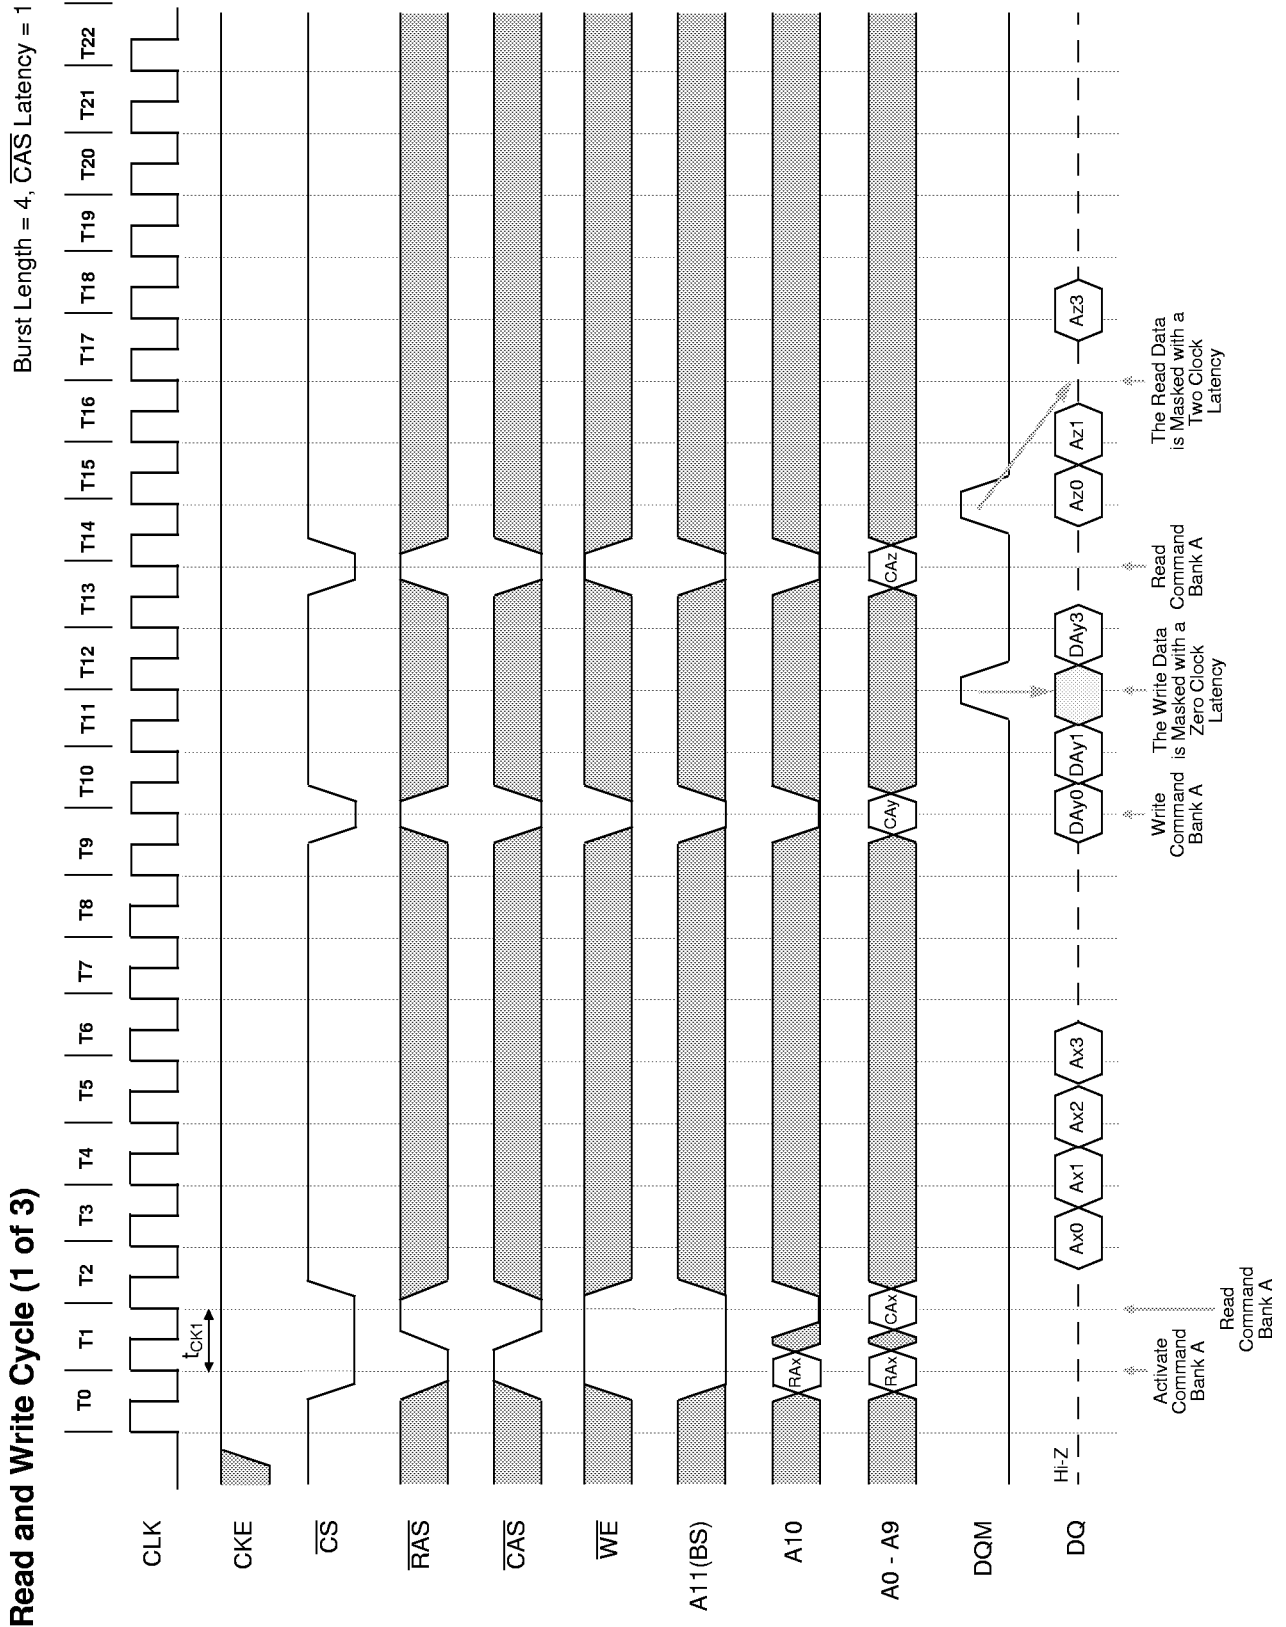 Read and Write Cycle (1 of 3)
Burst Length = 4, CAS Latency = 1
T0 T1 T2 T3 T4 T5 T6 T7 T8 T9 T10 T11 T12 T13 T14 T15 T16 T17 T18 T19 T20 T21 T22
CLK
tCK1
CKE
CS
RAS
CAS
WE
A11(BS)
A10
RAx
A0 - A9
RAx CAx CAy CAz
DQM
DQ
Hi-Z
Ax0 Ax1 Ax2 Ax3 DAy0 DAy1 DAy3 Az0 Az1 Az3
Activate
Command
Bank A
Read
Command
Bank A
Write
Command
Bank A
The Write Data
is Masked with a
Zero Clock
Latency
Read
Command
Bank A
The Read Data
is Masked with a
Two Clock
Latency